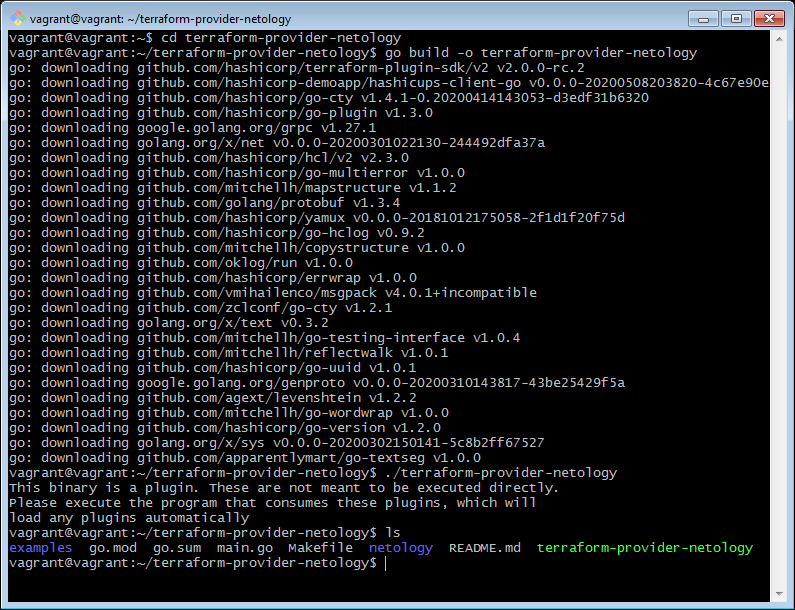 vagrant@vagrant: ~/terraform-provider-netology
vagrant@vagrant:~$ cd terraform-provider-netology
vagrant@vagrant:~/terraform-provider-netology$ go build -o terraform-provider-netology
go: downloading github.com/hashicorp/terraform-plugin-sdk/v2 v2.0.0-rc.2
go: downloading github.com/hashicorp-demoapp/hashicups-client-go v0.0.0-20200508203820-4c67e90e
go: downloading github.com/hashicorp/go-cty v1.4.1-0.20200414143053-d3edf31b6320
go: downloading github.com/hashicorp/go-plugin v1.3.0
go: downloading google.golang.org/grpc v1.27.1
go: downloading golang.org/x/net v0.0.0-20200301022130-244492dfa37a
go: downloading github.com/hashicorp/hcl/v2 v2.3.0
go: downloading github.com/hashicorp/go-multierror v1.0.0
go: downloading github.com/mitchellh/mapstructure v1.1.2
go: downloading github.com/golang/protobuf v1.3.4
go: downloading github.com/hashicorp/yamux v0.0.0-20181012175058-2f1d1f20f75d
go: downloading github.com/hashicorp/go-hclog v0.9.2
go: downloading github.com/mitchellh/copystructure v1.0.0
go: downloading github.com/oklog/run v1.0.0
go: downloading github.com/hashicorp/errwrap v1.0.0
go: downloading github.com/vmihailenco/msgpack v4.0.1+incompatible
go: downloading github.com/zclconf/go-cty v1.2.1
go: downloading golang.org/x/text v0.3.2
go: downloading github.com/mitchellh/go-testing-interface v1.0.4
go: downloading github.com/mitchellh/reflectwalk v1.0.1
go: downloading github.com/hashicorp/go-uuid v1.0.1
go: downloading google.golang.org/genproto v0.0.0-20200310143817-43be25429f5a
go: downloading github.com/agext/levenshtein v1.2.2
go: downloading github.com/mitchellh/go-wordwrap v1.0.0
go: downloading github.com/hashicorp/go-version v1.2.0
go: downloading golang.org/x/sys v0.0.0-20200302150141-5c8b2ff67527
go: downloading github.com/apparentlymart/go-textseg v1.0.0
vagrant@vagrant:~/terraform-provider-netology$ ./terraform-provider-netology
This binary is a plugin. These are not meant to be executed directly.
Please execute the program that consumes these plugins, which will
load any plugins automatically
vagrant@vagrant:~/terraform-provider-netology$ ls
examples  go.mod  go.sum  main.go  Makefile  netology  README.md  terraform-provider-netology
vagrant@vagrant:~/terraform-provider-netology$